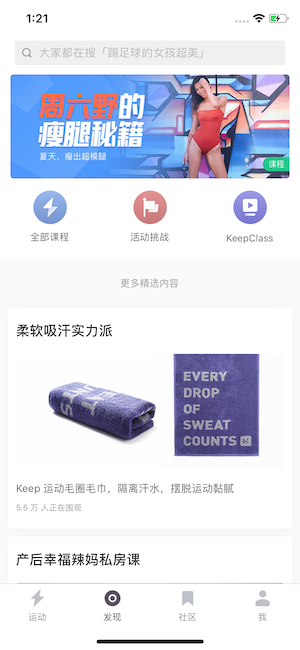 1:21
大家都在搜「踢足球的女孩超美」
周六野的
瘦腿秘籍
夏天，瘦出超模腿
课程
全部课程
活动挑战
KeepClass
更多精选内容
柔软吸汗实力派
EVERY
DROP
OF
SWEAT
COUNTS
Keep 运动毛圈毛巾，隔离汗水，摆脱运动黏腻
5.5 万 人正在围观
产后幸福辣妈私房课
运动
发现
社区
我